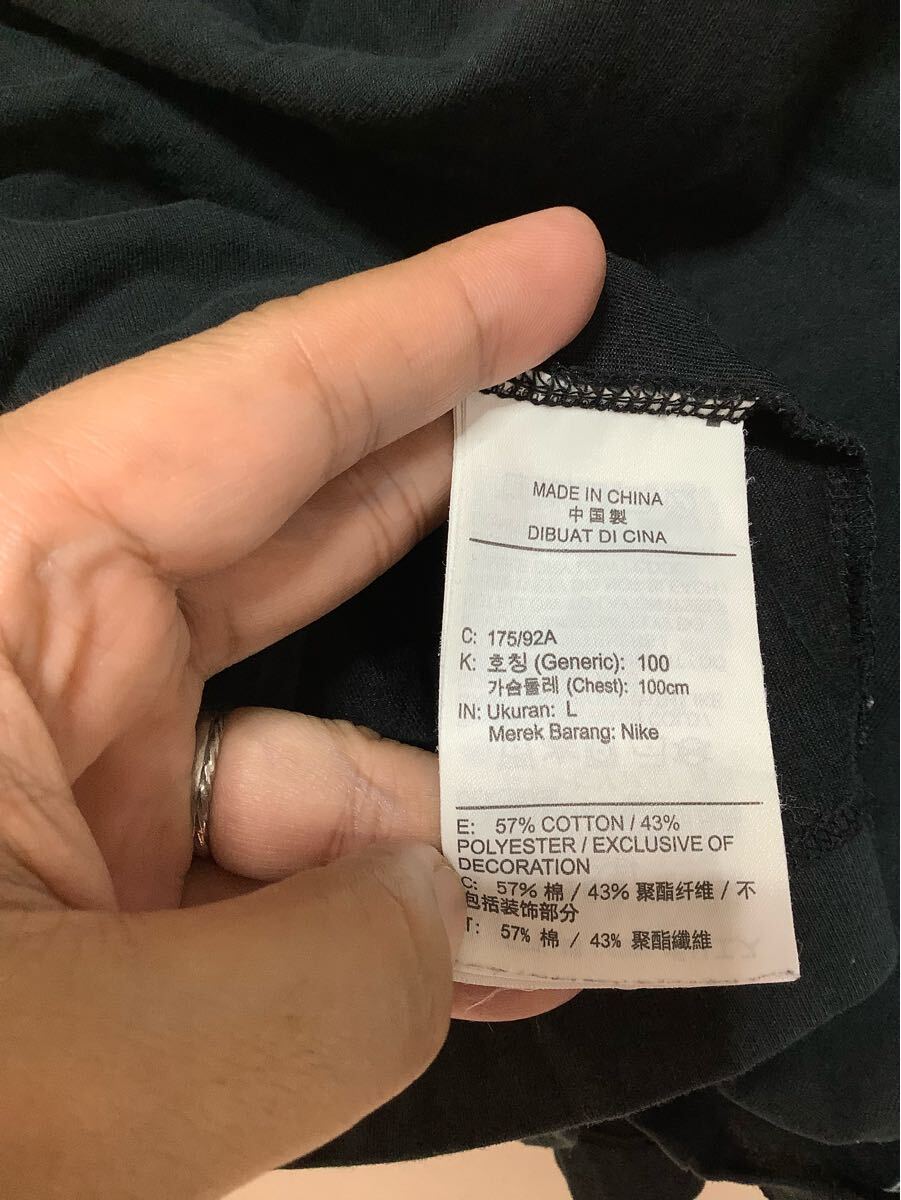 MADE IN CHINA
中国製
DIBUAT DI CINA
C: 175/92A
K: 호칭 (Generic): 100
가슴둘레 (Chest): 100cm
IN: Ukuran: L
Merek Barang: Nike
E: 57% COTTON / 43%
POLYESTER / EXCLUSIVE OF
DECORATION
C: 57% 棉 / 43% 聚酯纤维 / 不
包括装饰部分
T: 57% 棉 / 43% 聚酯纖維